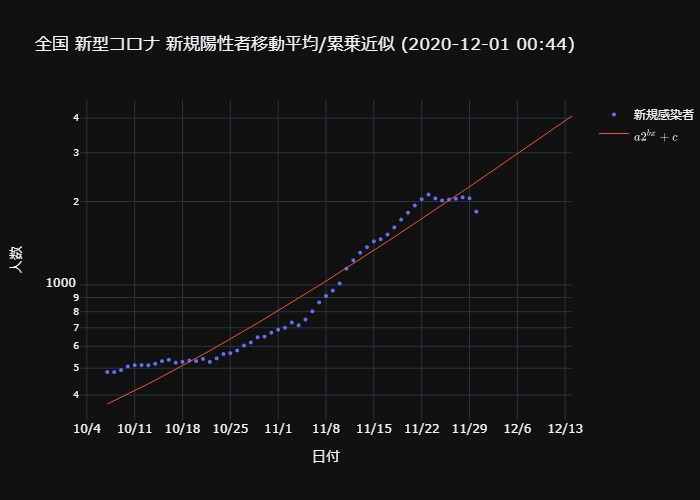 全国 新型コロナ 新規陽性者移動平均/累乗近似 (2020-12-01 00:44)
新規感染者
a2^{bx} + c
人数
4
3
2
1000
9
8
7
6
5
4
10/4 10/11 10/18 10/25 11/1 11/8 11/15 11/22 11/29 12/6 12/13
日付